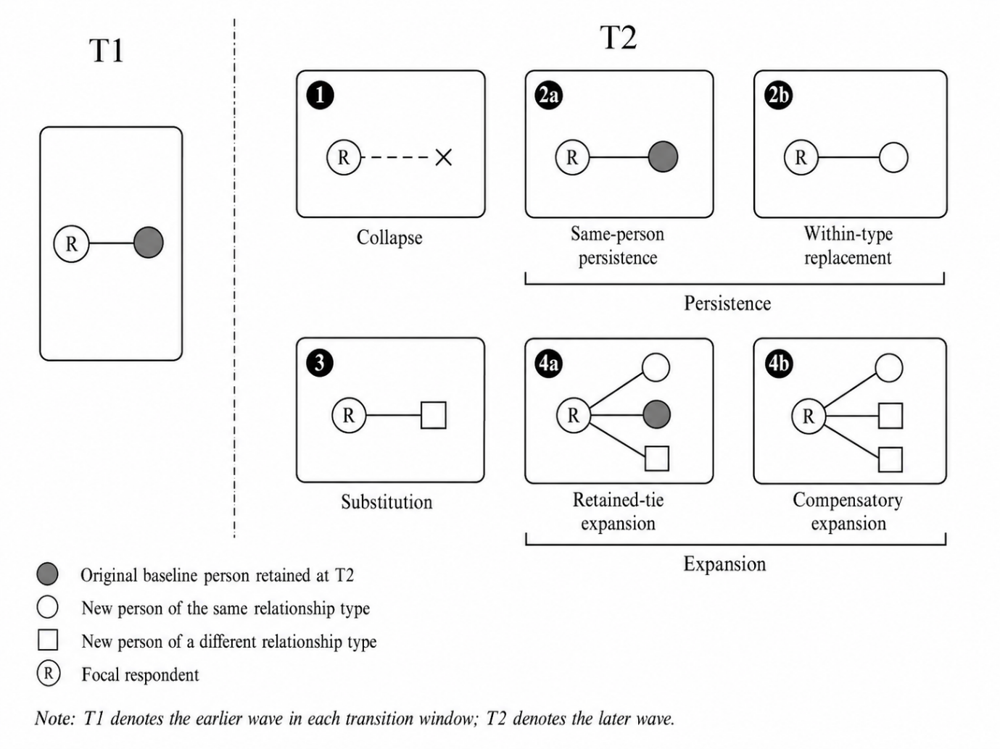 T1
T2
1
R
Collapse
2a
R
Same-person
persistence
2b
R
Within-type
replacement
Persistence
R
3
R
Substitution
4a
R
Retained-tie
expansion
4b
R
Compensatory
expansion
Expansion
Original baseline person retained at T2
New person of the same relationship type
New person of a different relationship type
R Focal respondent
Note: T1 denotes the earlier wave in each transition window; T2 denotes the later wave.